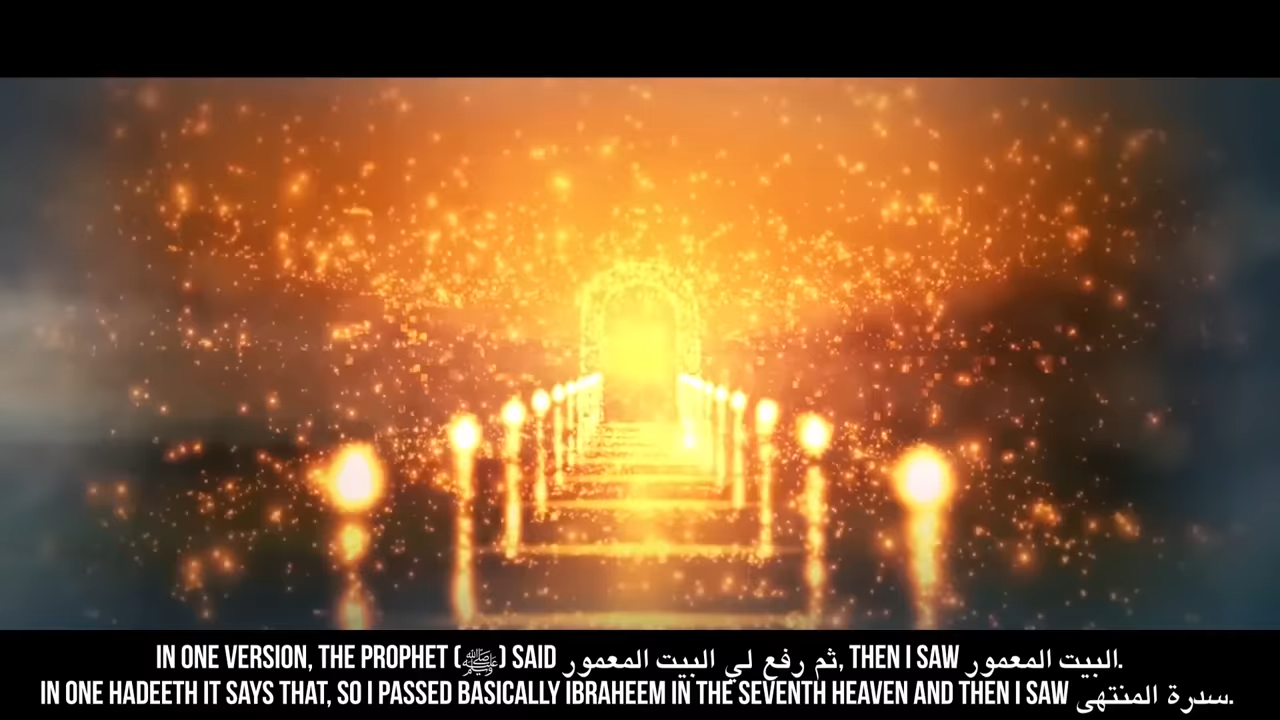 IN ONE VERSION, THE PROPHET (ﷺ) SAID ثم رفع لي البيت المعمور, THEN I SAW البيت المعمور.
IN ONE HADEETH IT SAYS THAT, SO I PASSED BASICALLY IBRAHEEM IN THE SEVENTH HEAVEN AND THEN I SAW سدرة المنتهى.